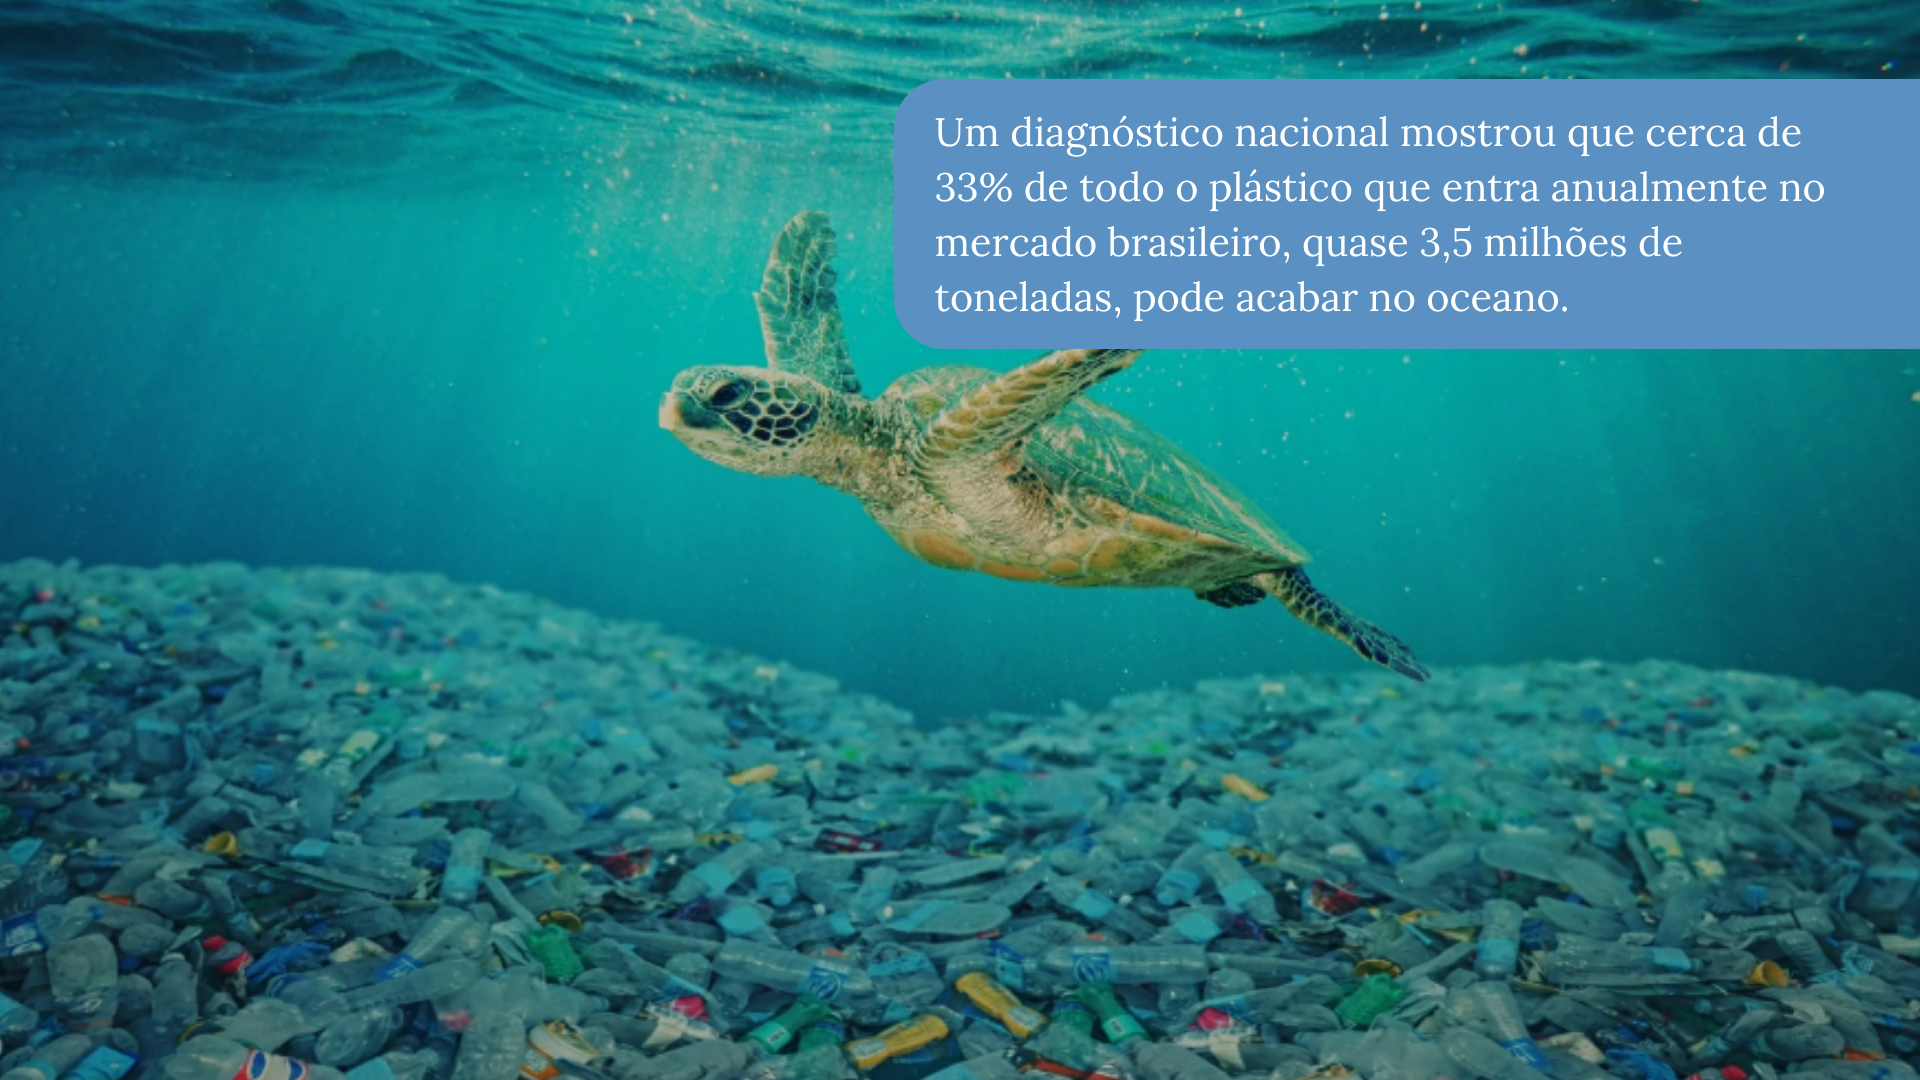 Um diagnóstico nacional mostrou que cerca de
33% de todo o plástico que entra anualmente no
mercado brasileiro, quase 3,5 milhões de
toneladas, pode acabar no oceano.